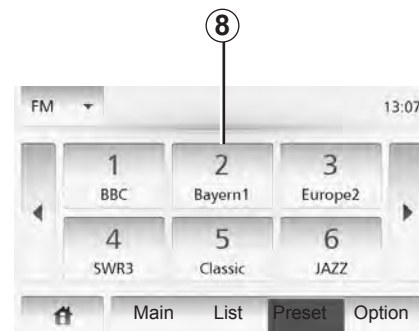 8
FM 13:07
1 2 3
BBC Bayern1 Europe2
4 5 6
SWR3 Classic JAZZ
Main List Preset Option